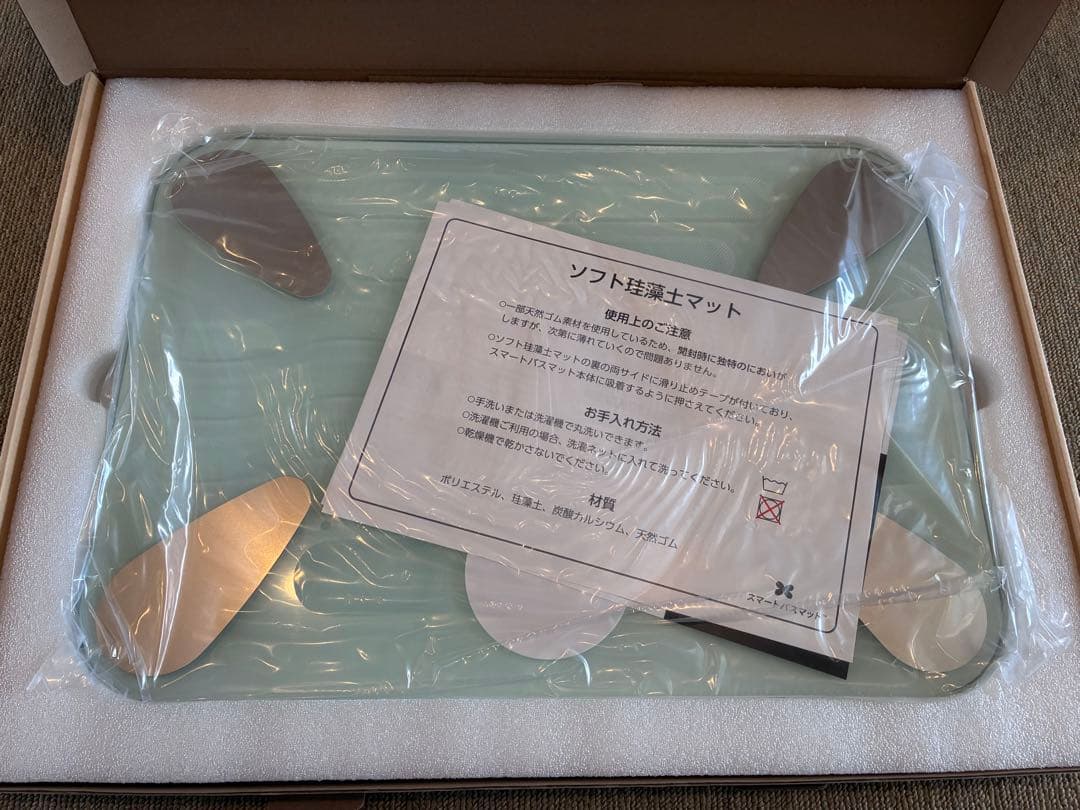 ソフト珪藻土マット
使用上のご注意
○一部天然ゴム素材を使用しているため、開封時に独特のにおいが
しますが、次第に薄れていくので問題ありません。
○ソフト珪藻土マットの裏の両サイドに滑り止めテープが付いており、
スマートバスマット本体に吸着するように押さえてください。
お手入れ方法
○手洗いまたは洗濯機で丸洗いできます。
○洗濯機ご利用の場合、洗濯ネットに入れて洗ってください。
○乾燥機で乾かさないでください。
材質
ポリエステル、珪藻土、炭酸カルシウム、天然ゴム
スマートバスマット